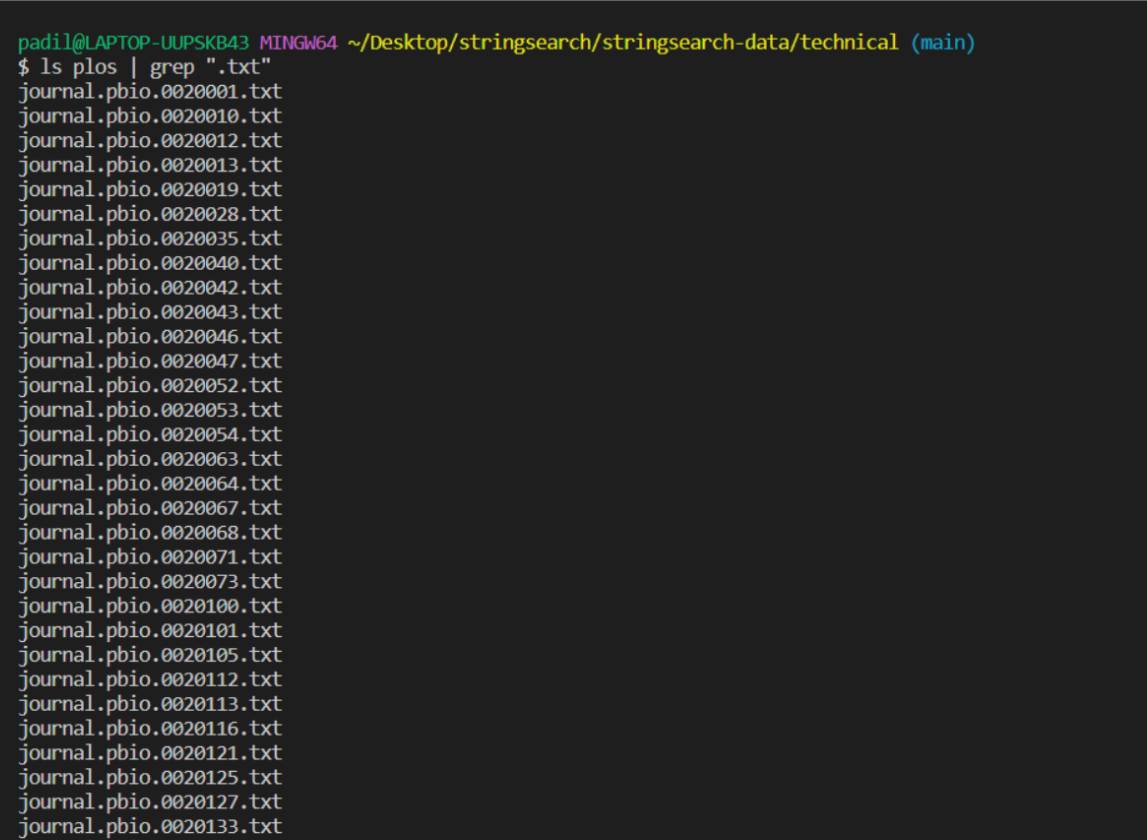 padil@LAPTOP-UUPSKB43 MINGW64 ~/Desktop/stringsearch/stringsearch-data/technical (main)
$ ls plos | grep ".txt"
journal.pbio.0020001.txt
journal.pbio.0020010.txt
journal.pbio.0020012.txt
journal.pbio.0020013.txt
journal.pbio.0020019.txt
journal.pbio.0020028.txt
journal.pbio.0020035.txt
journal.pbio.0020040.txt
journal.pbio.0020042.txt
journal.pbio.0020043.txt
journal.pbio.0020046.txt
journal.pbio.0020047.txt
journal.pbio.0020052.txt
journal.pbio.0020053.txt
journal.pbio.0020054.txt
journal.pbio.0020063.txt
journal.pbio.0020064.txt
journal.pbio.0020067.txt
journal.pbio.0020068.txt
journal.pbio.0020071.txt
journal.pbio.0020073.txt
journal.pbio.0020100.txt
journal.pbio.0020101.txt
journal.pbio.0020105.txt
journal.pbio.0020112.txt
journal.pbio.0020113.txt
journal.pbio.0020116.txt
journal.pbio.0020121.txt
journal.pbio.0020125.txt
journal.pbio.0020127.txt
journal.pbio.0020133.txt